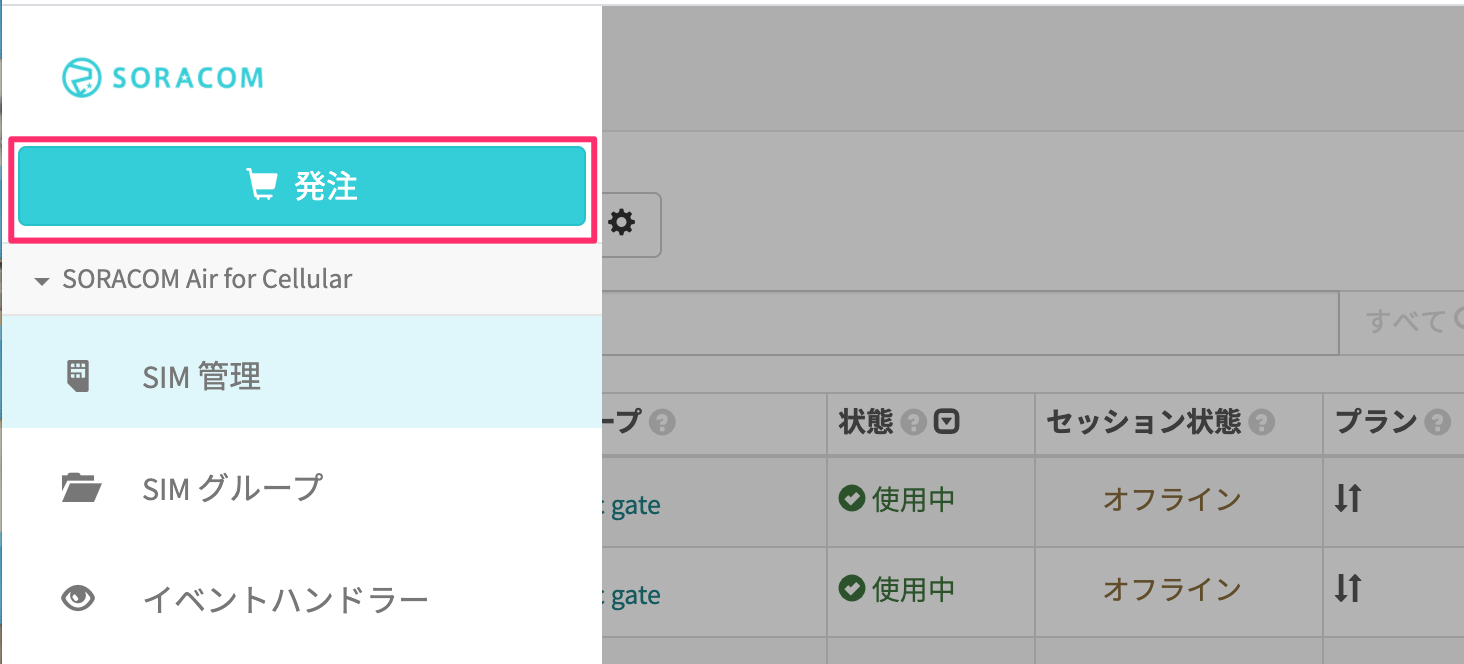 SORACOM
発注
SORACOM Air for Cellular
SIM 管理
SIM グループ
イベントハンドラー
すべて
ープ 状態 セッション状態 プラン
gate 使用中 オフライン
gate 使用中 オフライン